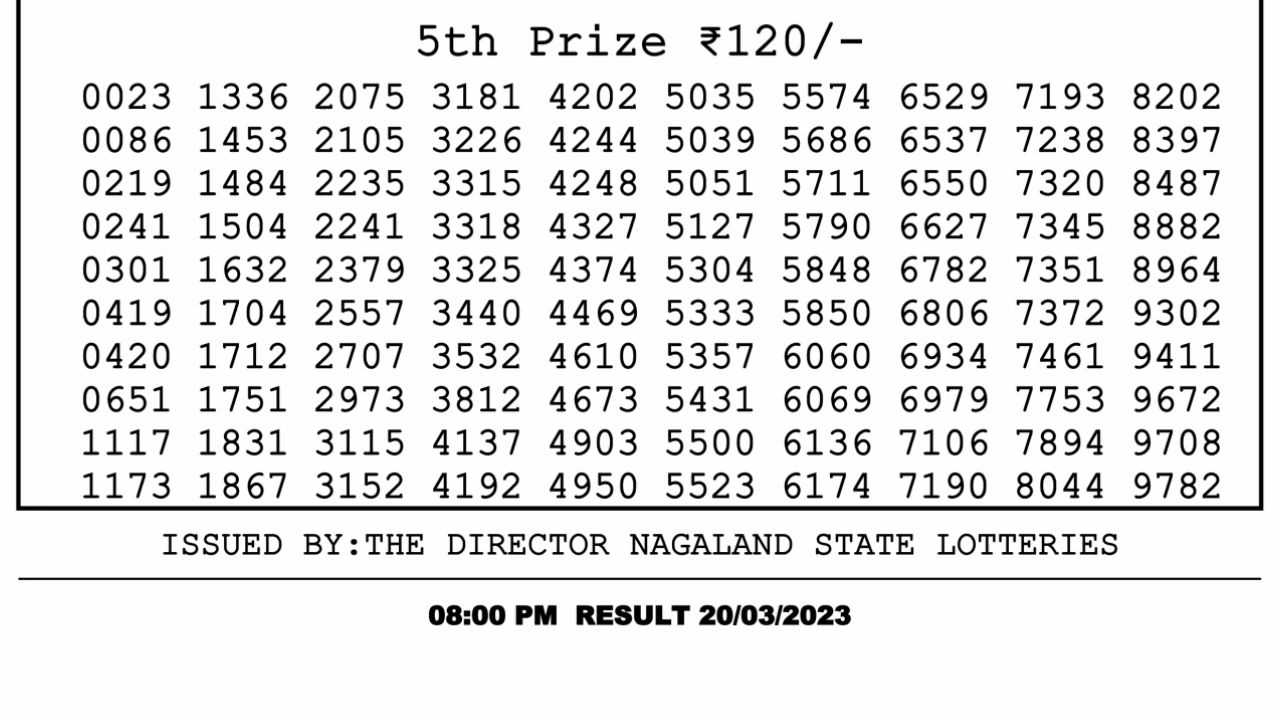 5th Prize ₹120/-
0023 1336 2075 3181 4202 5035 5574 6529 7193 8202
0086 1453 2105 3226 4244 5039 5686 6537 7238 8397
0219 1484 2235 3315 4248 5051 5711 6550 7320 8487
0241 1504 2241 3318 4327 5127 5790 6627 7345 8882
0301 1632 2379 3325 4374 5304 5848 6782 7351 8964
0419 1704 2557 3440 4469 5333 5850 6806 7372 9302
0420 1712 2707 3532 4610 5357 6060 6934 7461 9411
0651 1751 2973 3812 4673 5431 6069 6979 7753 9672
1117 1831 3115 4137 4903 5500 6136 7106 7894 9708
1173 1867 3152 4192 4950 5523 6174 7190 8044 9782
ISSUED BY:THE DIRECTOR NAGALAND STATE LOTTERIES
08:00 PM RESULT 20/03/2023